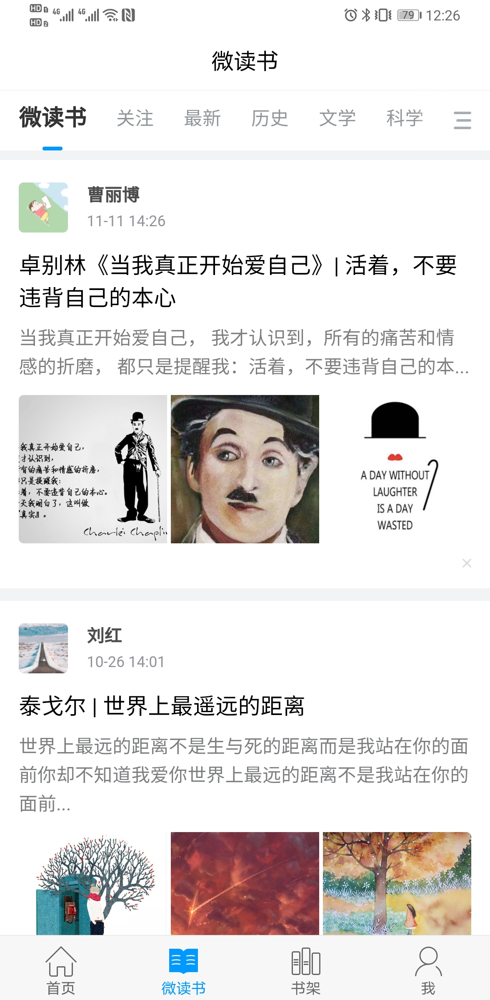 HD 1 4G 4G 79 12:26
HD 2
微读书
微读书 关注 最新 历史 文学 科学
曹丽博
11-11 14:26
卓别林《当我真正开始爱自己》| 活着，不要
违背自己的本心
当我真正开始爱自己， 我才认识到，所有的痛苦和情
感的折磨， 都只是提醒我：活着，不要违背自己的本...
我真正开始爱自己，
才认识到，
有的痛苦和情感的折磨，
只是提醒我：
着，不要违背自己的本心。
天我明白了，这叫做
『真实』。
Charlei Chaplin
A DAY WITHOUT
LAUGHTER
IS A DAY
WASTED
刘红
10-26 14:01
泰戈尔 | 世界上最遥远的距离
世界上最远的距离不是生与死的距离而是我站在你的面
前你却不知道我爱你世界上最远的距离不是我站在你的
面前...
首页 微读书 书架 我